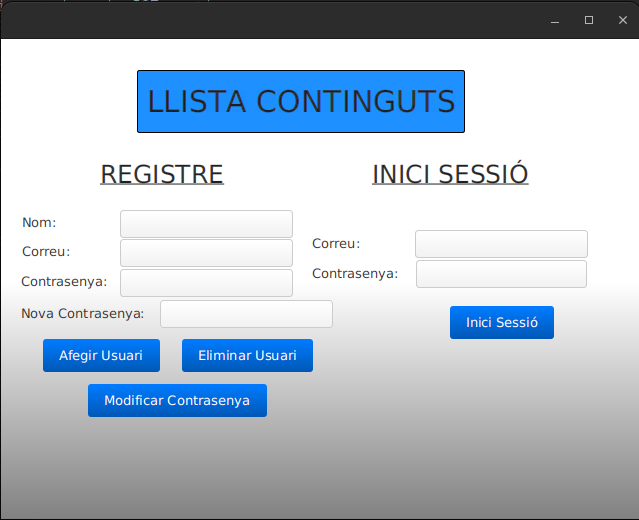 LLISTA CONTINGUTS
REGISTRE
Nom:
Correu:
Contrasenya:
Nova Contrasenya:
Afegir Usuari
Eliminar Usuari
Modificar Contrasenya
INICI SESSIÓ
Correu:
Contrasenya:
Inici Sessió